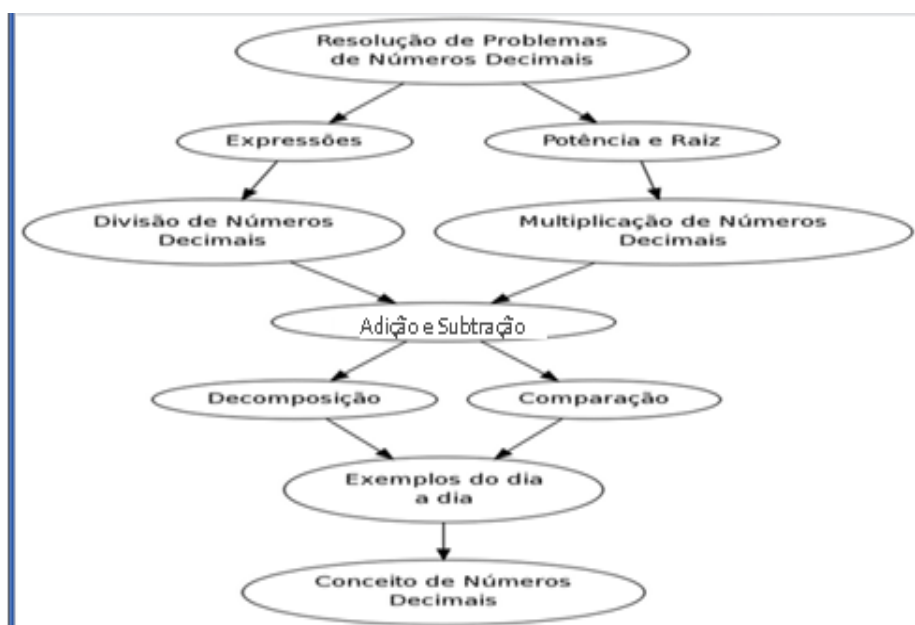 Resolução de Problemas
de Números Decimais
Expressões
Potência e Raiz
Divisão de Números
Decimais
Multiplicação de Números
Decimais
Adição e Subtração
Decomposição
Comparação
Exemplos do dia
a dia
Conceito de Números
Decimais